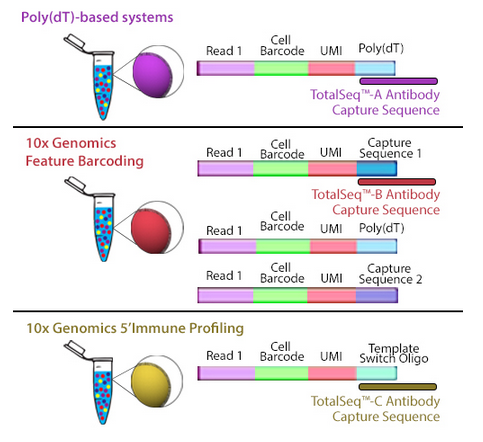 Poly(dT)-based systems
Read 1
Cell
Barcode
UMI
Poly(dT)
TotalSeq™-A Antibody
Capture Sequence
10x Genomics
Feature Barcoding
Read 1
Cell
Barcode
UMI
Capture
Sequence 1
TotalSeq™-B Antibody
Capture Sequence
Read 1
Cell
Barcode
UMI
Poly(dT)
Read 1
Cell
Barcode
UMI
Capture
Sequence 2
10x Genomics 5'Immune Profiling
Read 1
Cell
Barcode
UMI
Template
Switch Oligo
TotalSeq™-C Antibody
Capture Sequence